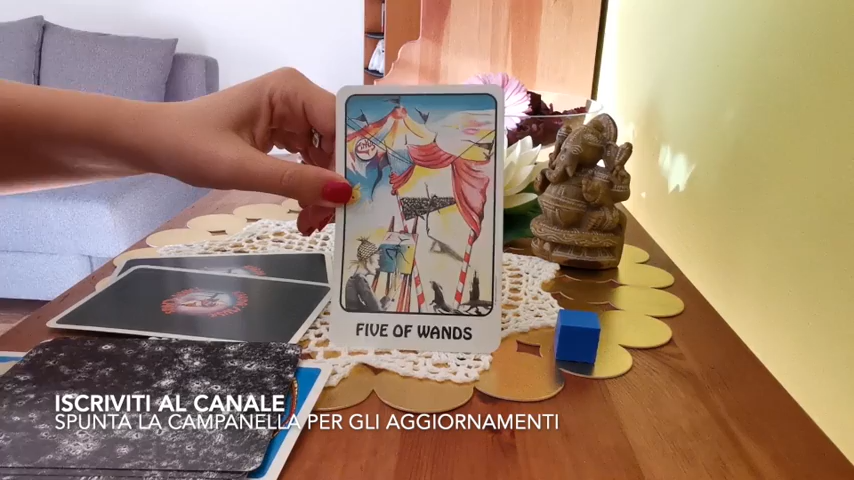 FIVE OF WANDS
ISCRIVITI AL CANALE
SPUNTA LA CAMPANELLA PER GLI AGGIORNAMENTI